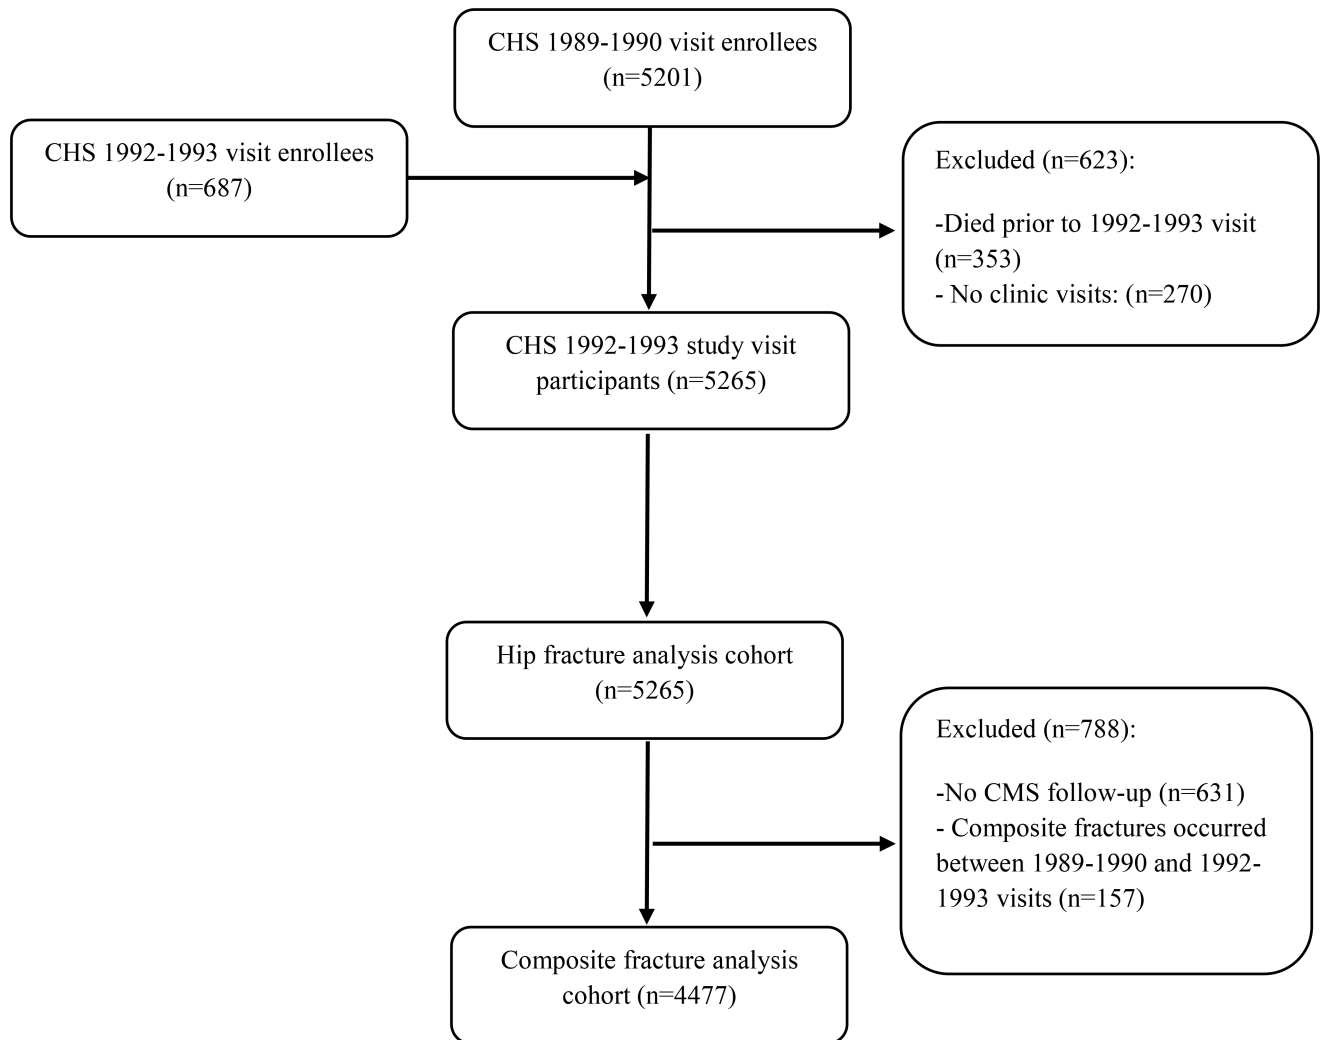 CHS 1989-1990 visit enrollees
(n=5201)
CHS 1992-1993 visit enrollees
(n=687)
Excluded (n=623):
-Died prior to 1992-1993 visit
(n=353)
- No clinic visits: (n=270)
CHS 1992-1993 study visit
participants (n=5265)
Hip fracture analysis cohort
(n=5265)
Excluded (n=788):
-No CMS follow-up (n=631)
- Composite fractures occurred
between 1989-1990 and 1992-
1993 visits (n=157)
Composite fracture analysis
cohort (n=4477)